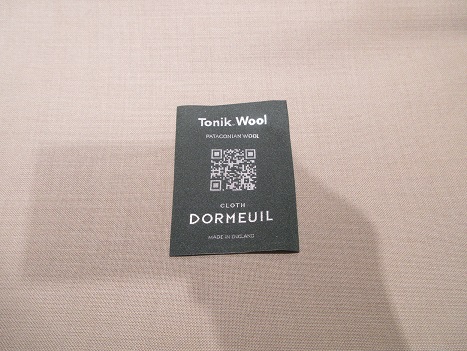 Tonik Wool
PATAGONIAN WOOL
CLOTH
DORMEUIL
MADE IN ENGLAND